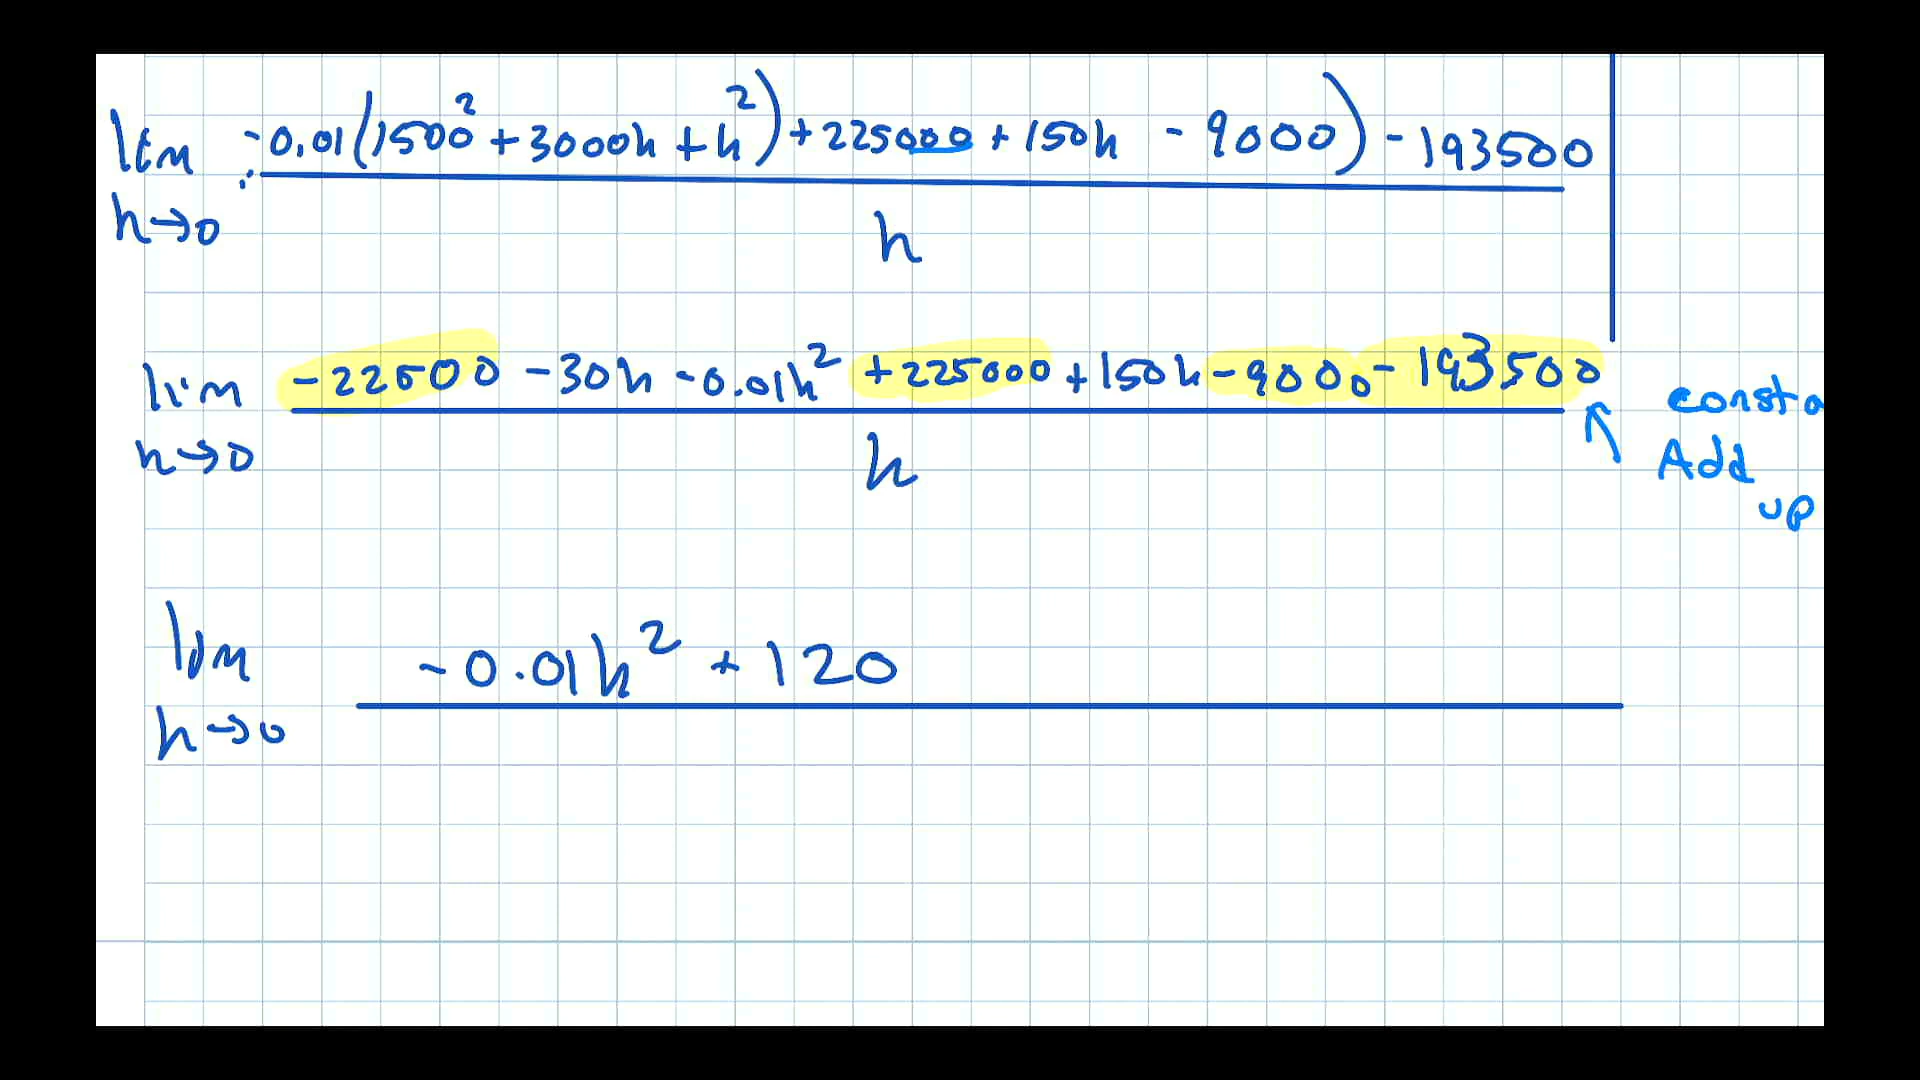 lim -0.01(1500² + 3000h + h²) + 225000 + 150h - 9000) - 193500
h→0 h
lim -22500 - 30h - 0.01h² + 225000 + 150h - 9000 - 193500
h→0 h
consta
Add
up
lim -0.01h² + 120
h→0